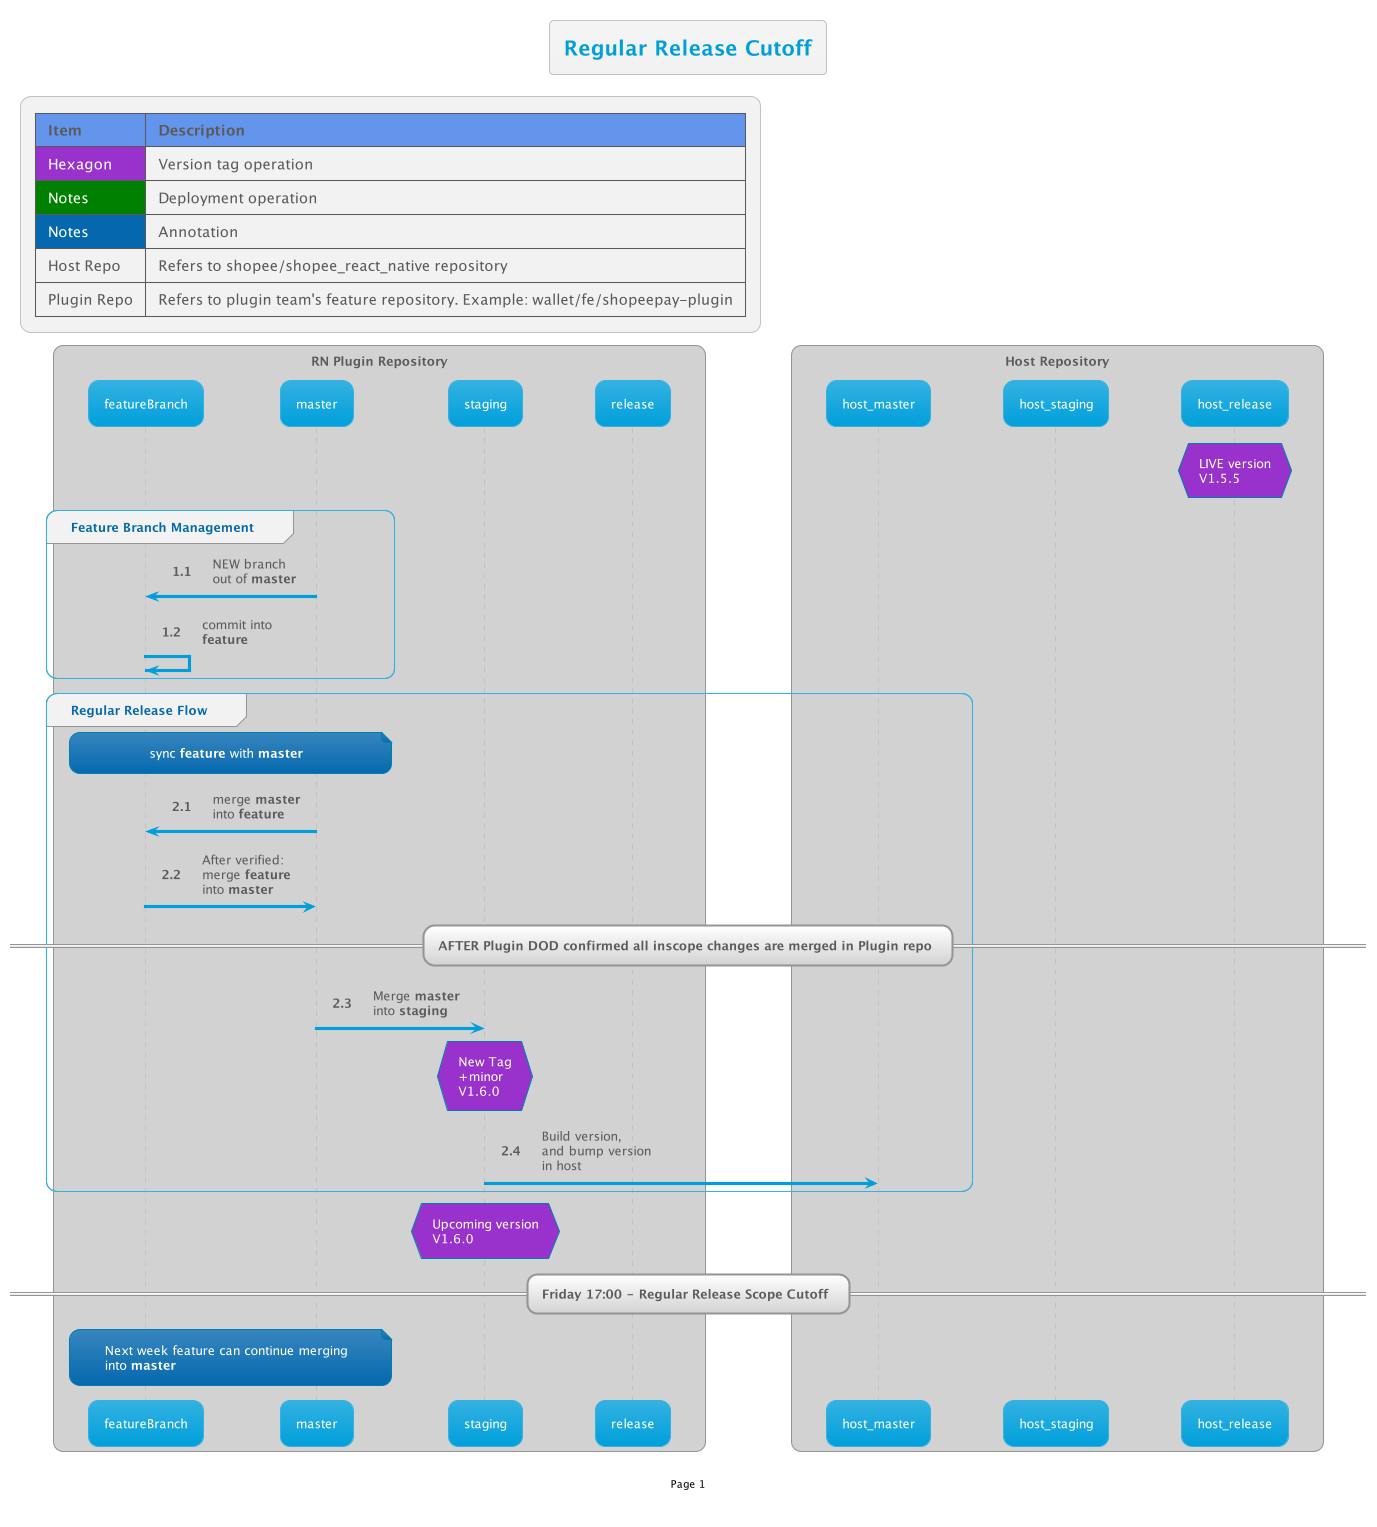 Regular Release Cutoff
Item Description
Hexagon Version tag operation
Notes Deployment operation
Notes Annotation
Host Repo Refers to shopee/shopee_react_native repository
Plugin Repo Refers to plugin team's feature repository. Example: wallet/fe/shopeepay-plugin
RN Plugin Repository Host Repository
featureBranch master staging release host_master host_staging host_release
LIVE version
V1.5.5
Feature Branch Management
1.1 NEW branch
out of master
1.2 commit into
feature
Regular Release Flow
sync feature with master
2.1 merge master
into feature
2.2 After verified:
merge feature
into master
AFTER Plugin DOD confirmed all inscope changes are merged in Plugin repo
2.3 Merge master
into staging
New Tag
+minor
V1.6.0
2.4 Build version,
and bump version
in host
Upcoming version
V1.6.0
Friday 17:00 - Regular Release Scope Cutoff
Next week feature can continue merging
into master
featureBranch master staging release host_master host_staging host_release
Page 1